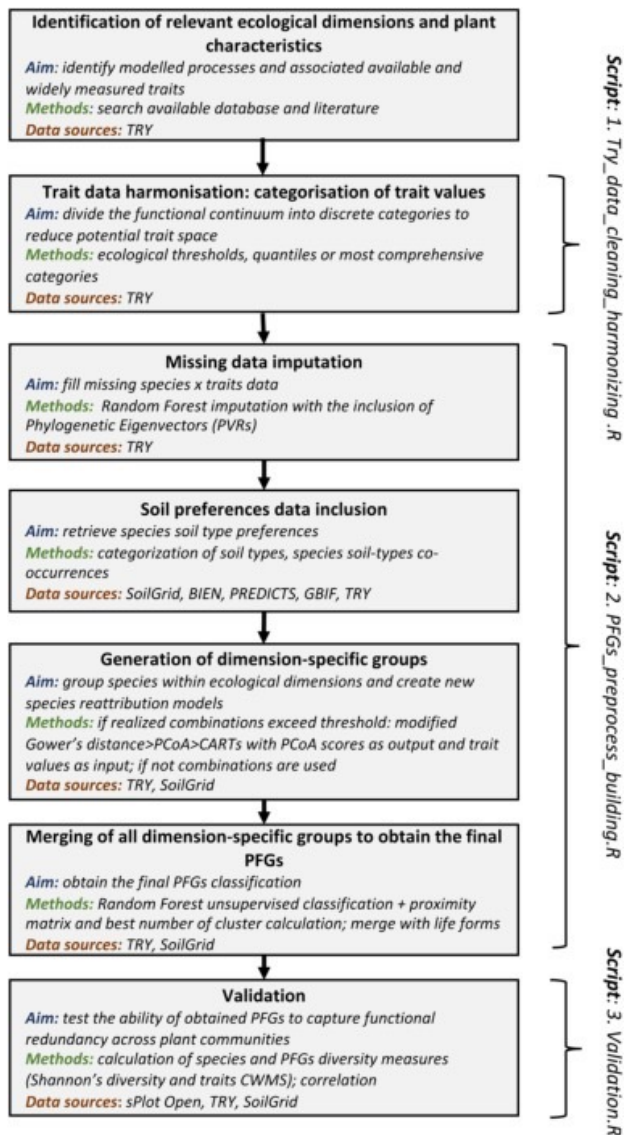 Identification of relevant ecological dimensions and plant
characteristics
Aim: identify modelled processes and associated available and
widely measured traits
Methods: search available database and literature
Data sources: TRY
Trait data harmonisation: categorisation of trait values
Aim: divide the functional continuum into discrete categories to
reduce potential trait space
Methods: ecological thresholds, quantiles or most comprehensive
categories
Data sources: TRY
Script: 1. Try_data_cleaning_harmonizing .R
Missing data imputation
Aim: fill missing species x traits data
Methods: Random Forest imputation with the inclusion of
Phylogenetic Eigenvectors (PVRs)
Data sources: TRY
Soil preferences data inclusion
Aim: retrieve species soil type preferences
Methods: categorization of soil types, species soil-types co-
occurrences
Data sources: SoilGrid, BIEN, PREDICTS, GBIF, TRY
Generation of dimension-specific groups
Aim: group species within ecological dimensions and create new
species reattribution models
Methods: if realized combinations exceed threshold: modified
Gower's distance>PCoA>CARTs with PCoA scores as output and trait
values as input; if not combinations are used
Data sources: TRY, SoilGrid
Merging of all dimension-specific groups to obtain the final
PFGs
Aim: obtain the final PFGs classification
Methods: Random Forest unsupervised classification + proximity
matrix and best number of cluster calculation; merge with life forms
Data sources: TRY, SoilGrid
Script: 2. PFGs_preprocess_building.R
Validation
Aim: test the ability of obtained PFGs to capture functional
redundancy across plant communities
Methods: calculation of species and PFGs diversity measures
(Shannon's diversity and traits CWMS); correlation
Data sources: sPlot Open, TRY, SoilGrid
Script: 3. Validation.R